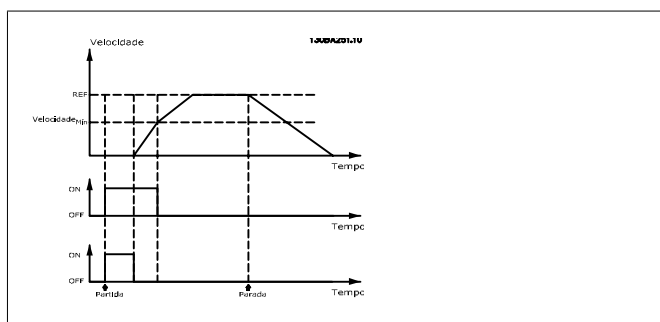 Velocidade
130BA251.10
REF
Velocidade Min
Tempo
ON
OFF
Tempo
ON
OFF
Partida
Parada
Tempo